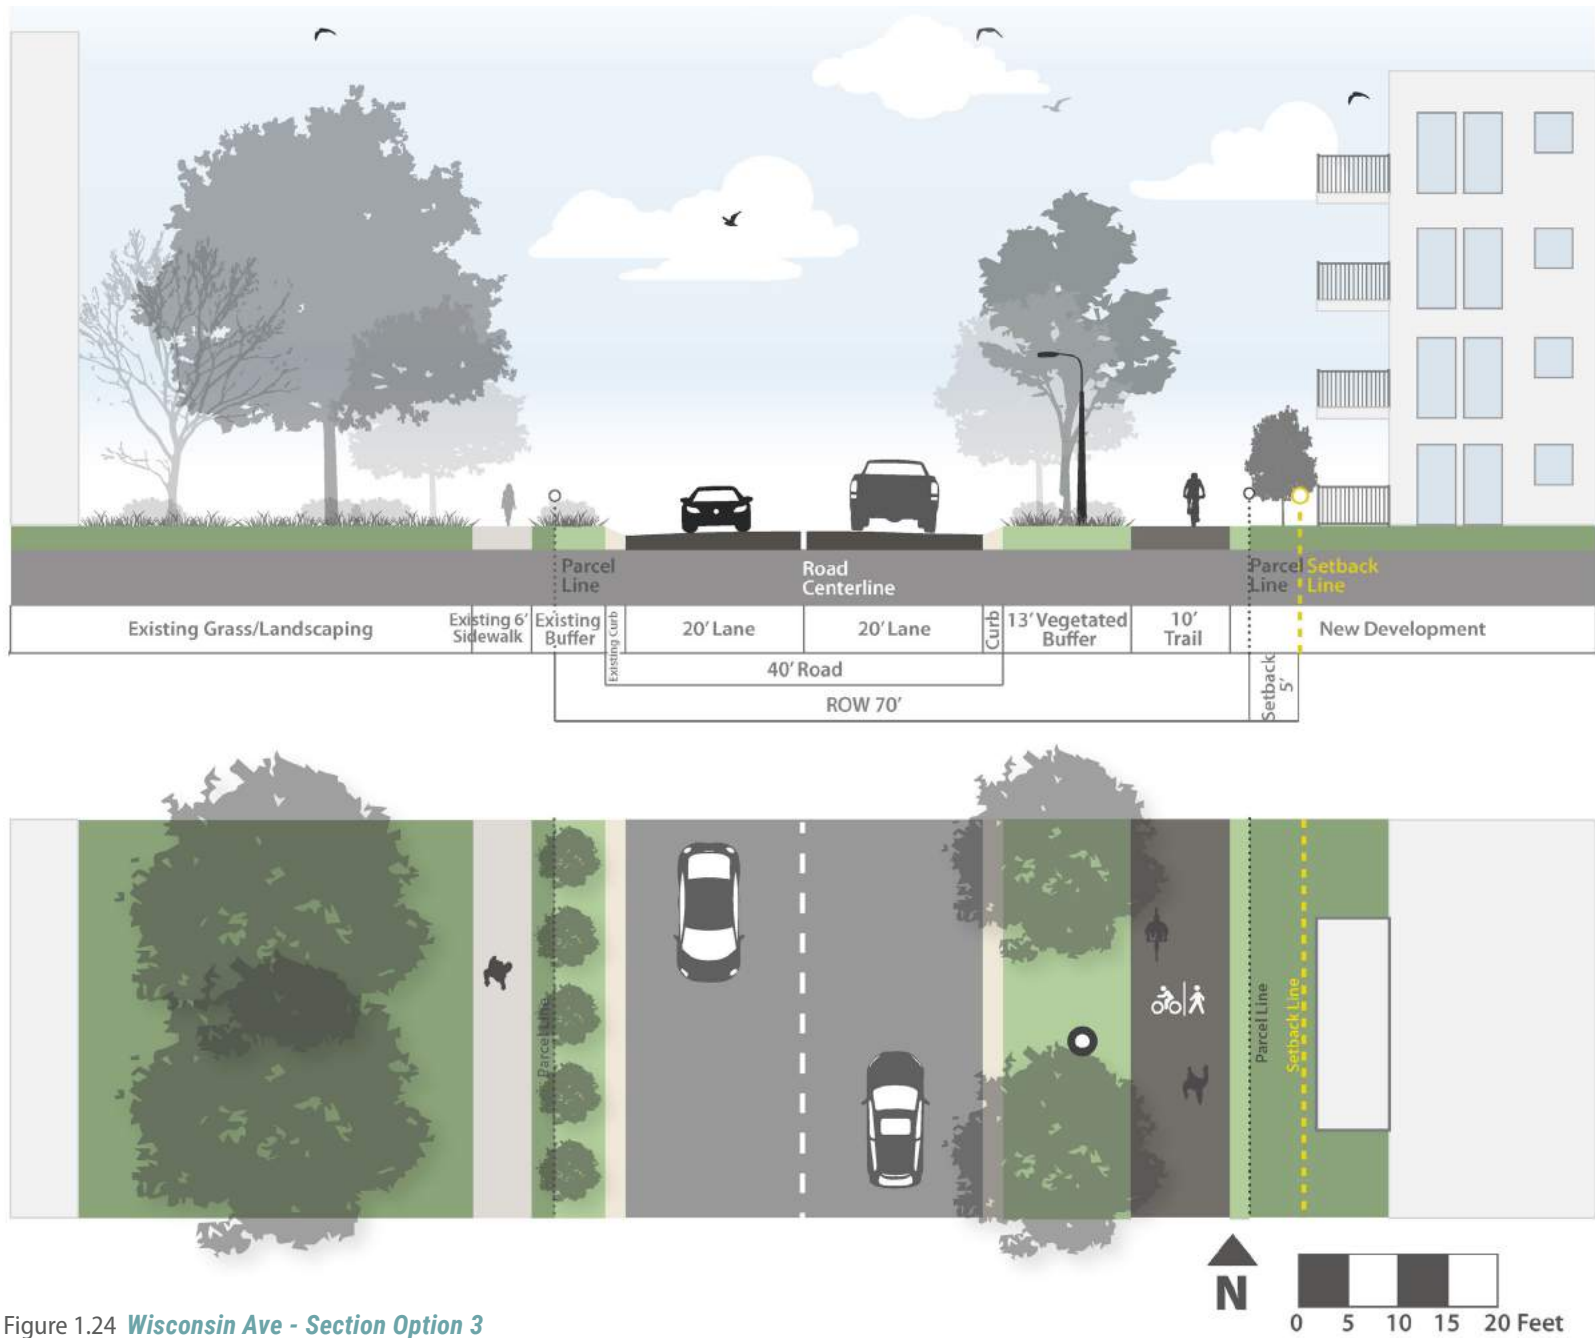 Parcel
Line
Road
Centerline
Parcel
Line
Setback
Line
Existing Grass/Landscaping
Existing 6'
Sidewalk
Existing
Buffer
Existing Curb
20' Lane
20' Lane
Curb
13' Vegetated
Buffer
10'
Trail
New Development
40' Road
ROW 70'
Setback
5'
Parcel Line
Parcel Line
Setback Line
N
0 5 10 15 20 Feet
Figure 1.24 Wisconsin Ave - Section Option 3